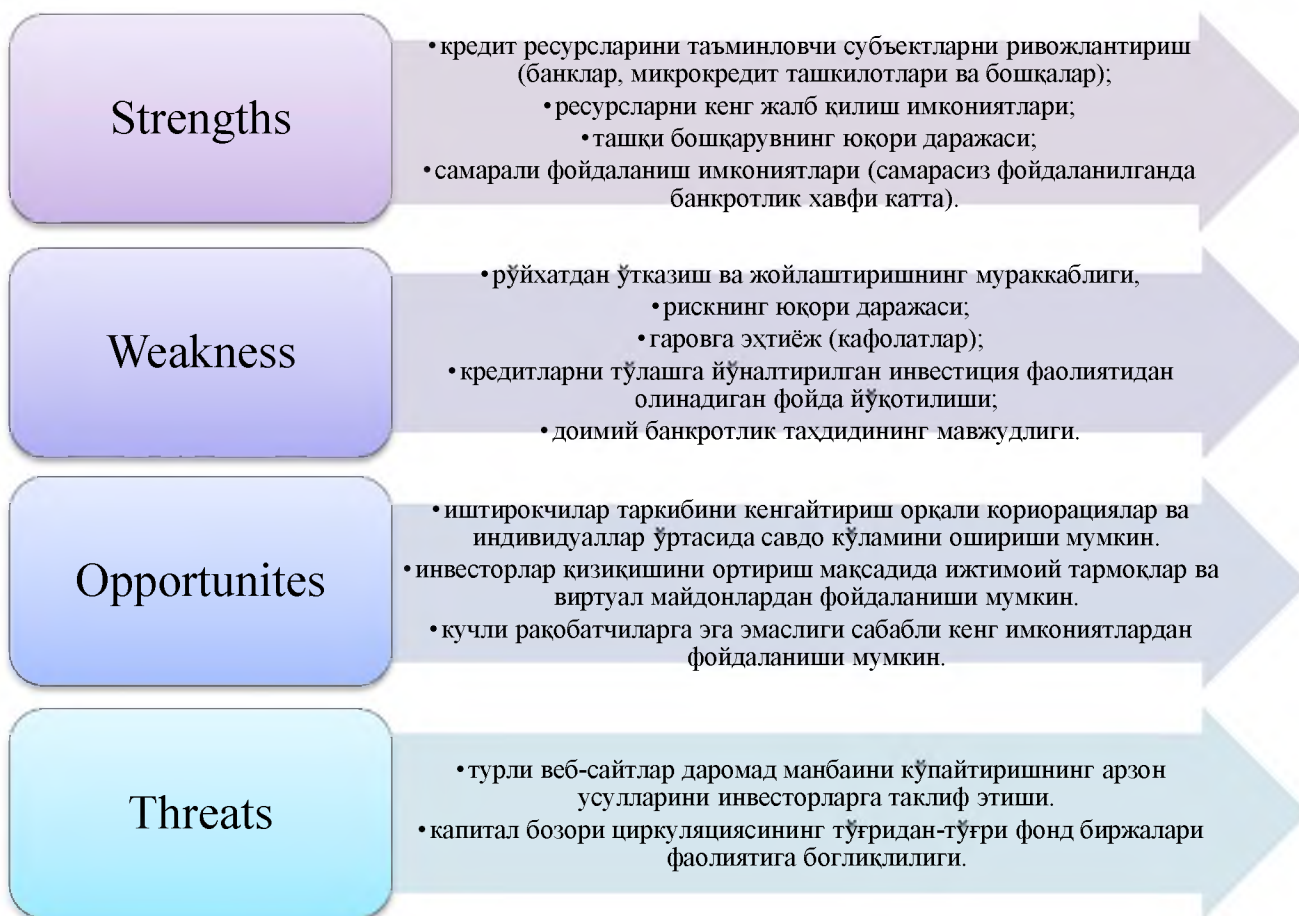 Strengths
•кредит ресурсларини таъминловчи субъектларни ривожлантириш
(банклар, микрокредит ташкилотлари ва бошқалар);
•ресурсларни кенг жалб қилиш имкониятлари;
•ташқи бошқарувнинг юқори даражаси;
•самарали фойдаланиш имкониятлари (самарасиз фойдаланилганда
банкротлик хавфи катта).
Weakness
•рўйхатдан ўтказиш ва жойлаштиришнинг мураккаблиги,
•рискнинг юқори даражаси;
•гаровга эҳтиёж (кафолатлар);
•кредитларни тўлашга йўналтирилган инвестиция фаолиятидан
олинадиган фойда йўқотилиши;
•доимий банкротлик таҳдидининг мавжудлиги.
Opportunites
•иштирокчилар таркибини кенгайтириш орқали кориорациялар ва
индивидуаллар ўртасида савдо кўламини ошириши мумкин.
•инвесторлар қизиқишини ортириш мақсадида ижтимоий тармоқлар ва
виртуал майдонлардан фойдаланиши мумкин.
•кучли рақобатчиларга эга эмаслиги сабабли кенг имкониятлардан
фойдаланиши мумкин.
Threats
•турли веб-сайтлар даромад манбаини кўпайтиришнинг арзон
усулларини инвесторларга таклиф этиши.
•капитал бозори циркуляциясининг тўғридан-тўғри фонд биржалари
фаолиятига боглиқлилиги.